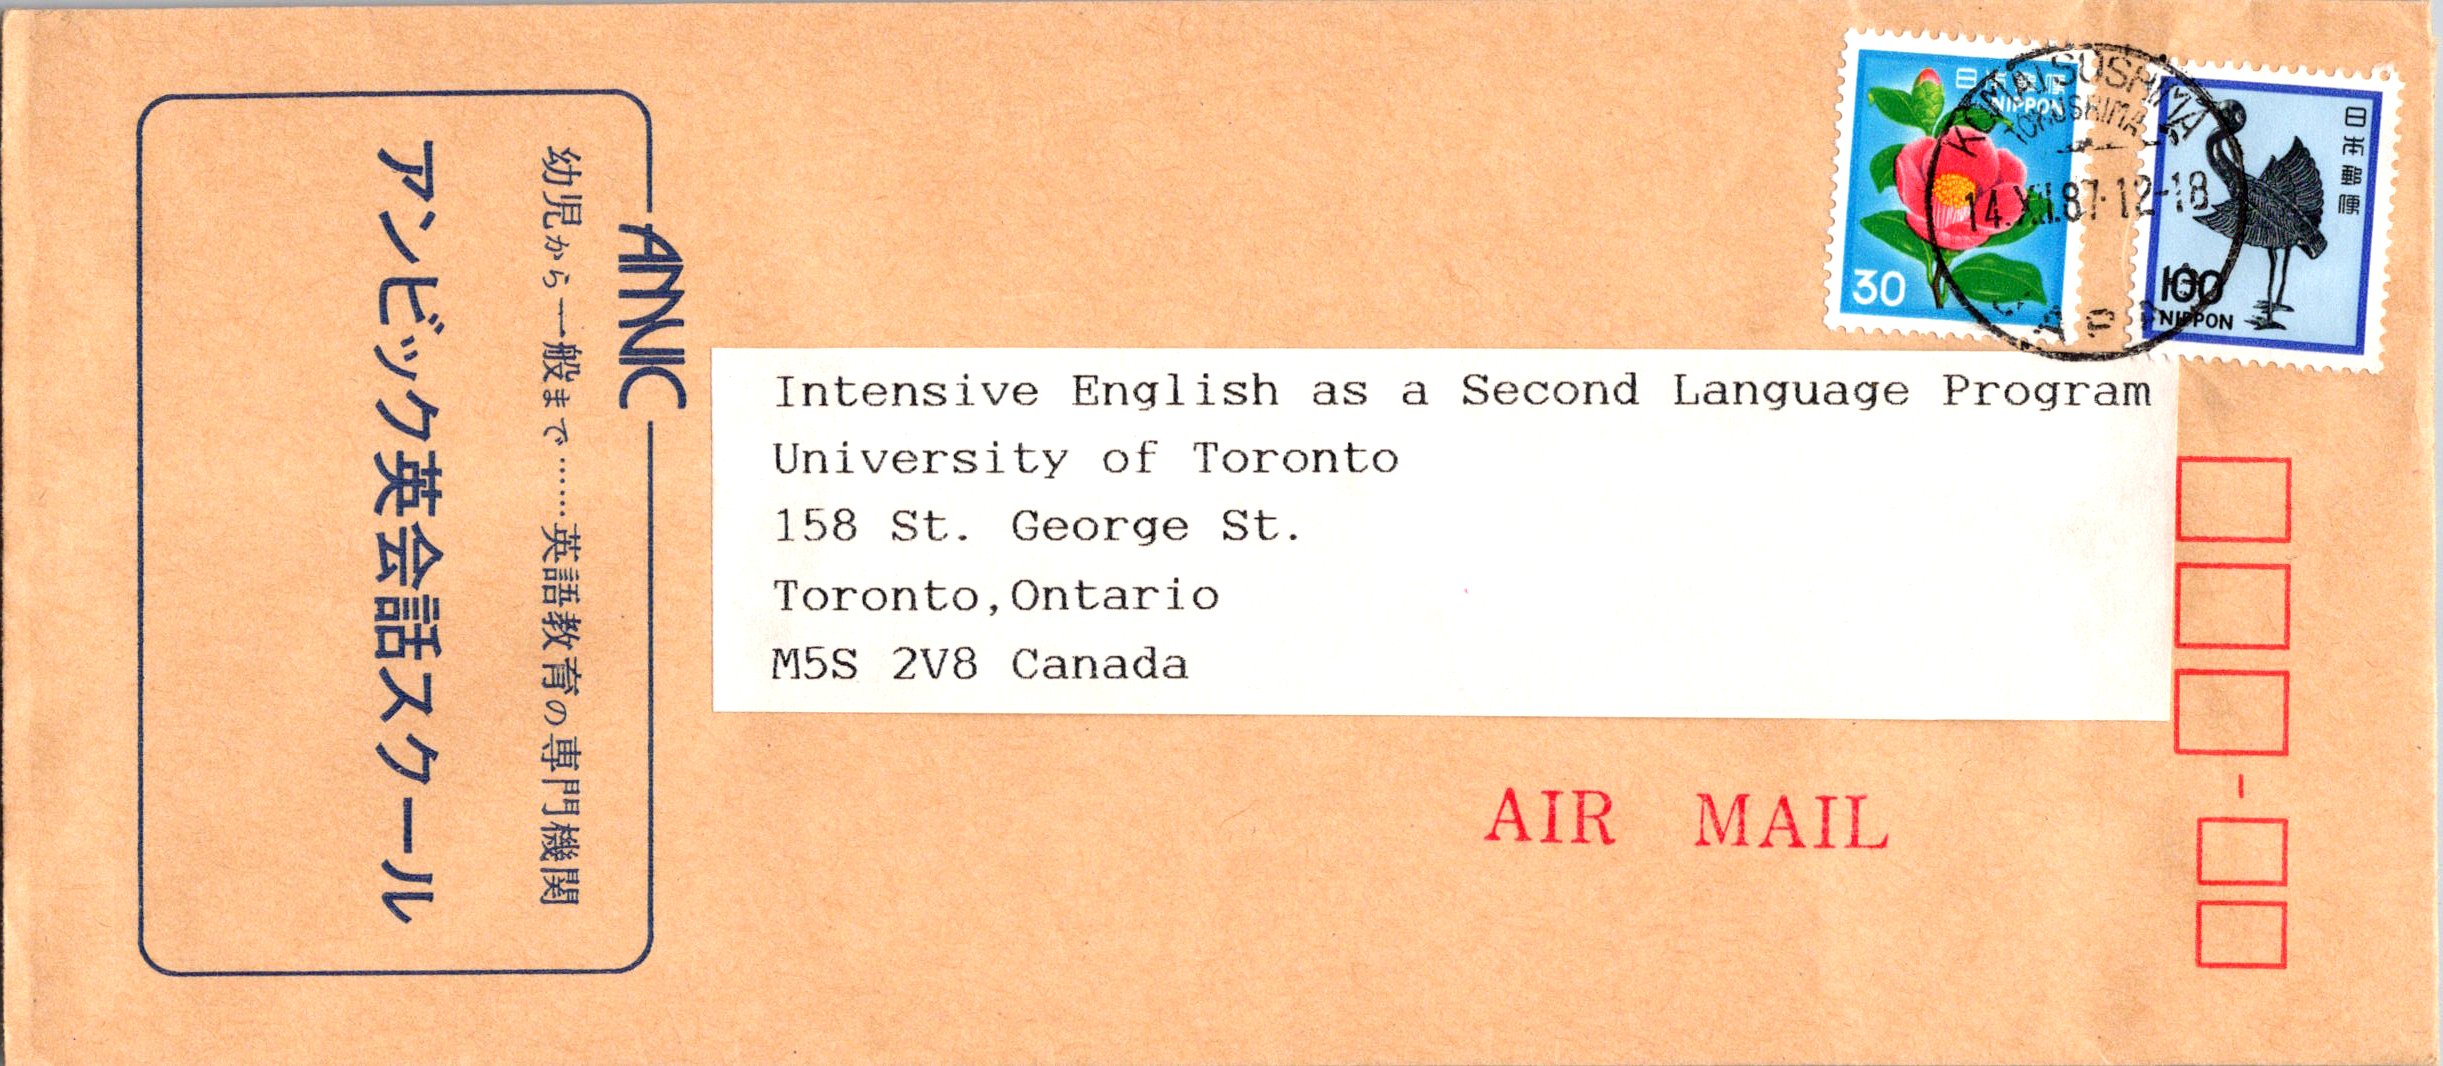 アンビック英会話スクール
幼児から一般まで……英語教育の専門機関
日本郵便
NIPPON
30
日本郵便
100
NIPPON
KOMATSUSHIMA
TOKUSHIMA
14.XII.87.12-18
Intensive English as a Second Language Program
University of Toronto
158 St. George St.
Toronto,Ontario
M5S 2V8 Canada
AIR MAIL